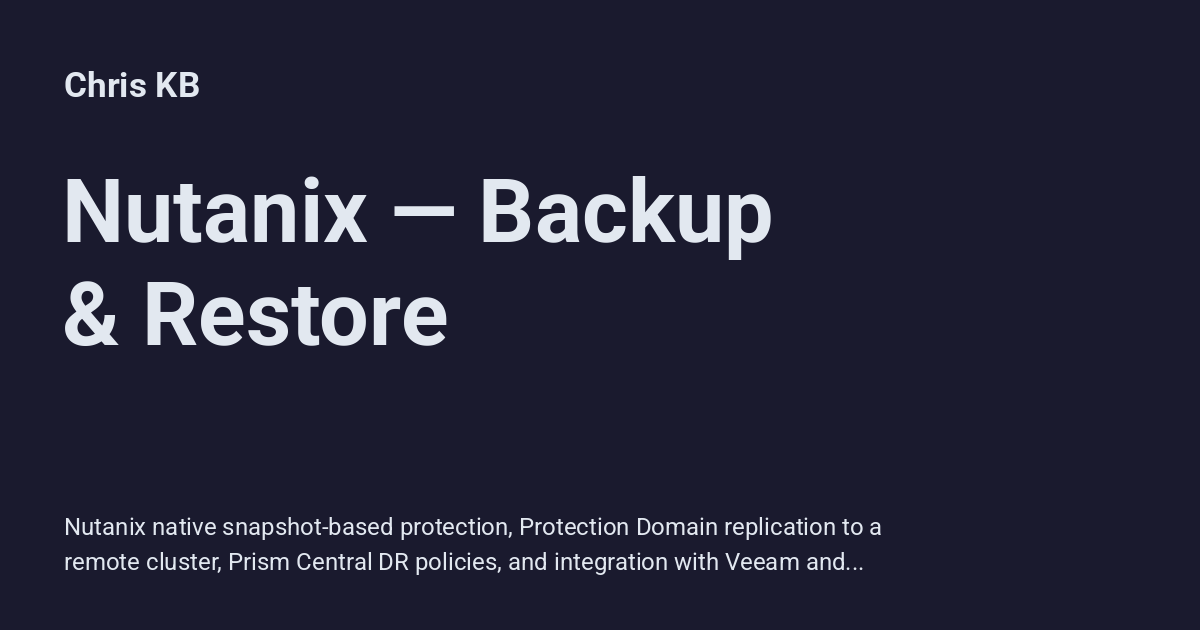 Chris KB
Nutanix — Backup
& Restore
Nutanix native snapshot-based protection, Protection Domain replication to a
remote cluster, Prism Central DR policies, and integration with Veeam and...